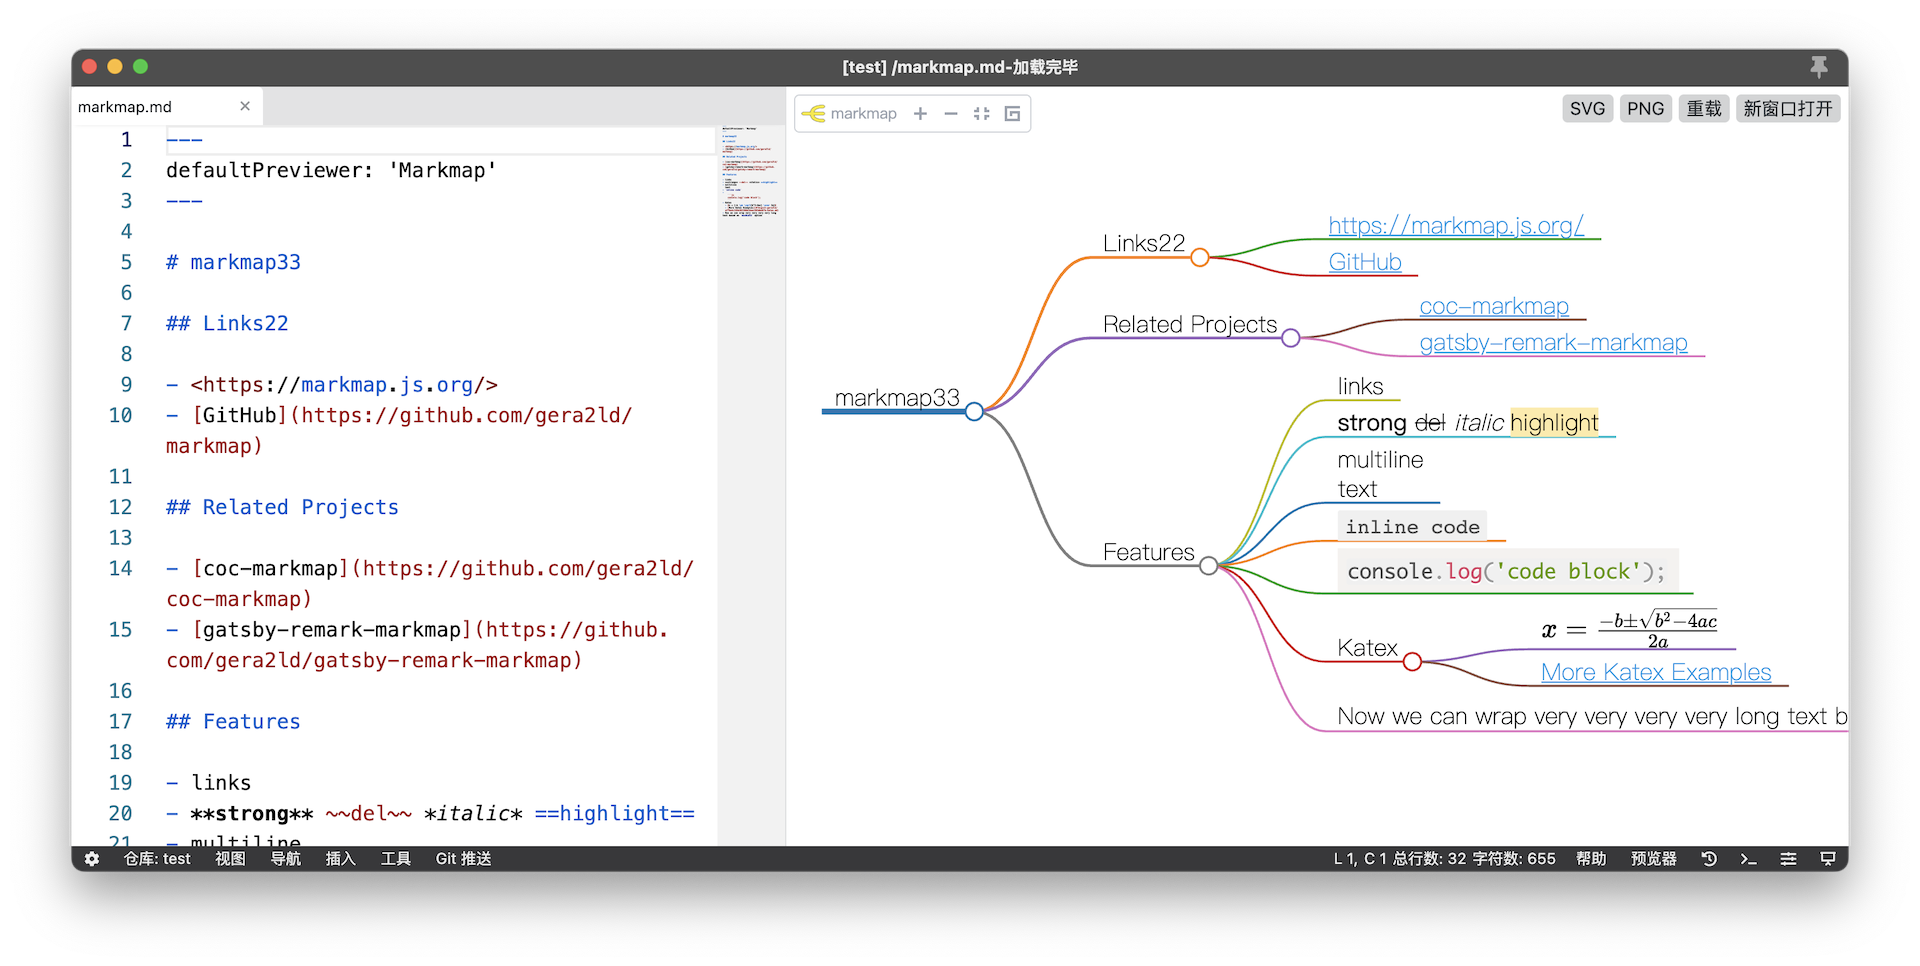 [test] /markmap.md-加载完毕
markmap.md
1 ---
2 defaultPreviewer: 'Markmap'
3 ---
4
5 # markmap33
6
7 ## Links22
8
9 - <https://markmap.js.org/>
10 - [GitHub](https://github.com/gera2ld/
markmap)
11
12 ## Related Projects
13
14 - [coc-markmap](https://github.com/gera2ld/
coc-markmap)
15 - [gatsby-remark-markmap](https://github.
com/gera2ld/gatsby-remark-markmap)
16
17 ## Features
18
19 - links
20 - **strong** ~~del~~ *italic* ==highlight==
21 - multiline
markmap
SVG PNG 重载 新窗口打开
markmap33
Links22
https://markmap.js.org/
GitHub
Related Projects
coc-markmap
gatsby-remark-markmap
Features
links
strong del italic highlight
multiline
text
inline code
console.log('code block');
Katex
x = −b±√b²−4ac / 2a
More Katex Examples
Now we can wrap very very very very long text b
仓库: test 视图 导航 插入 工具 Git 推送
L 1, C 1 总行数: 32 字符数: 655 帮助 预览器